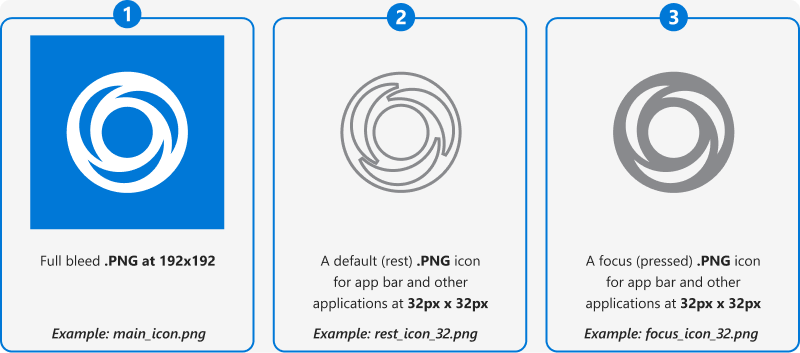 1
Full bleed .PNG at 192x192
Example: main_icon.png
2
A default (rest) .PNG icon
for app bar and other
applications at 32px x 32px
Example: rest_icon_32.png
3
A focus (pressed) .PNG icon
for app bar and other
applications at 32px x 32px
Example: focus_icon_32.png